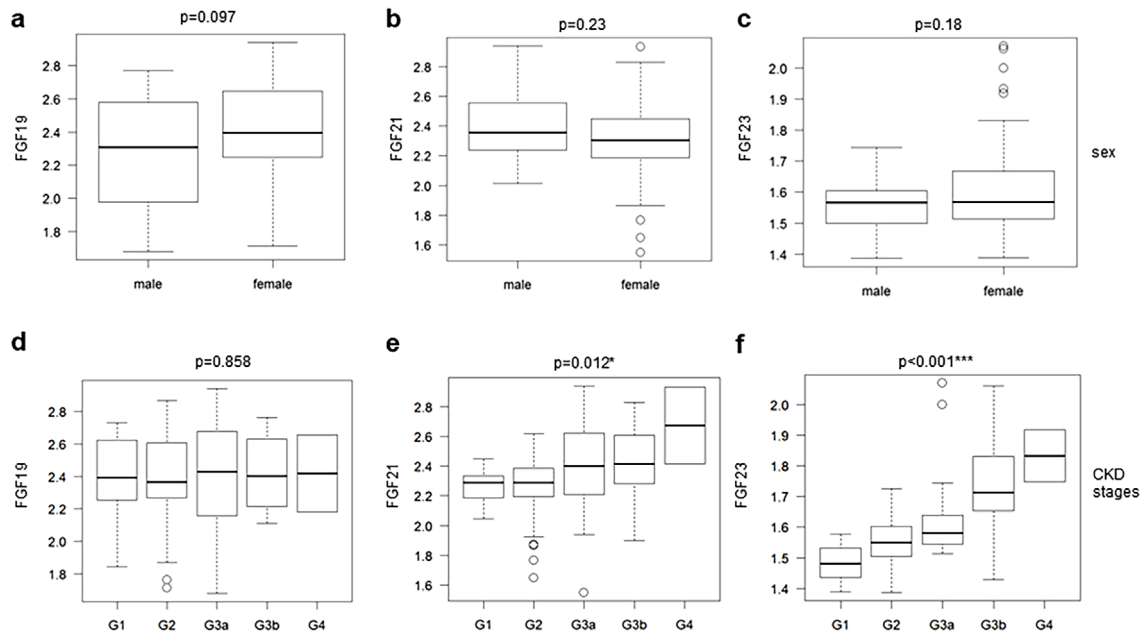 a
p=0.097
FGF19
2.8
2.6
2.4
2.2
2.0
1.8
male female
b
p=0.23
FGF21
2.8
2.6
2.4
2.2
2.0
1.8
1.6
male female
c
p=0.18
FGF23
2.0
1.9
1.8
1.7
1.6
1.5
1.4
male female
sex
d
p=0.858
FGF19
2.8
2.6
2.4
2.2
2.0
1.8
G1 G2 G3a G3b G4
e
p=0.012*
FGF21
2.8
2.6
2.4
2.2
2.0
1.8
1.6
G1 G2 G3a G3b G4
f
p<0.001***
FGF23
2.0
1.9
1.8
1.7
1.6
1.5
1.4
G1 G2 G3a G3b G4
CKD
stages